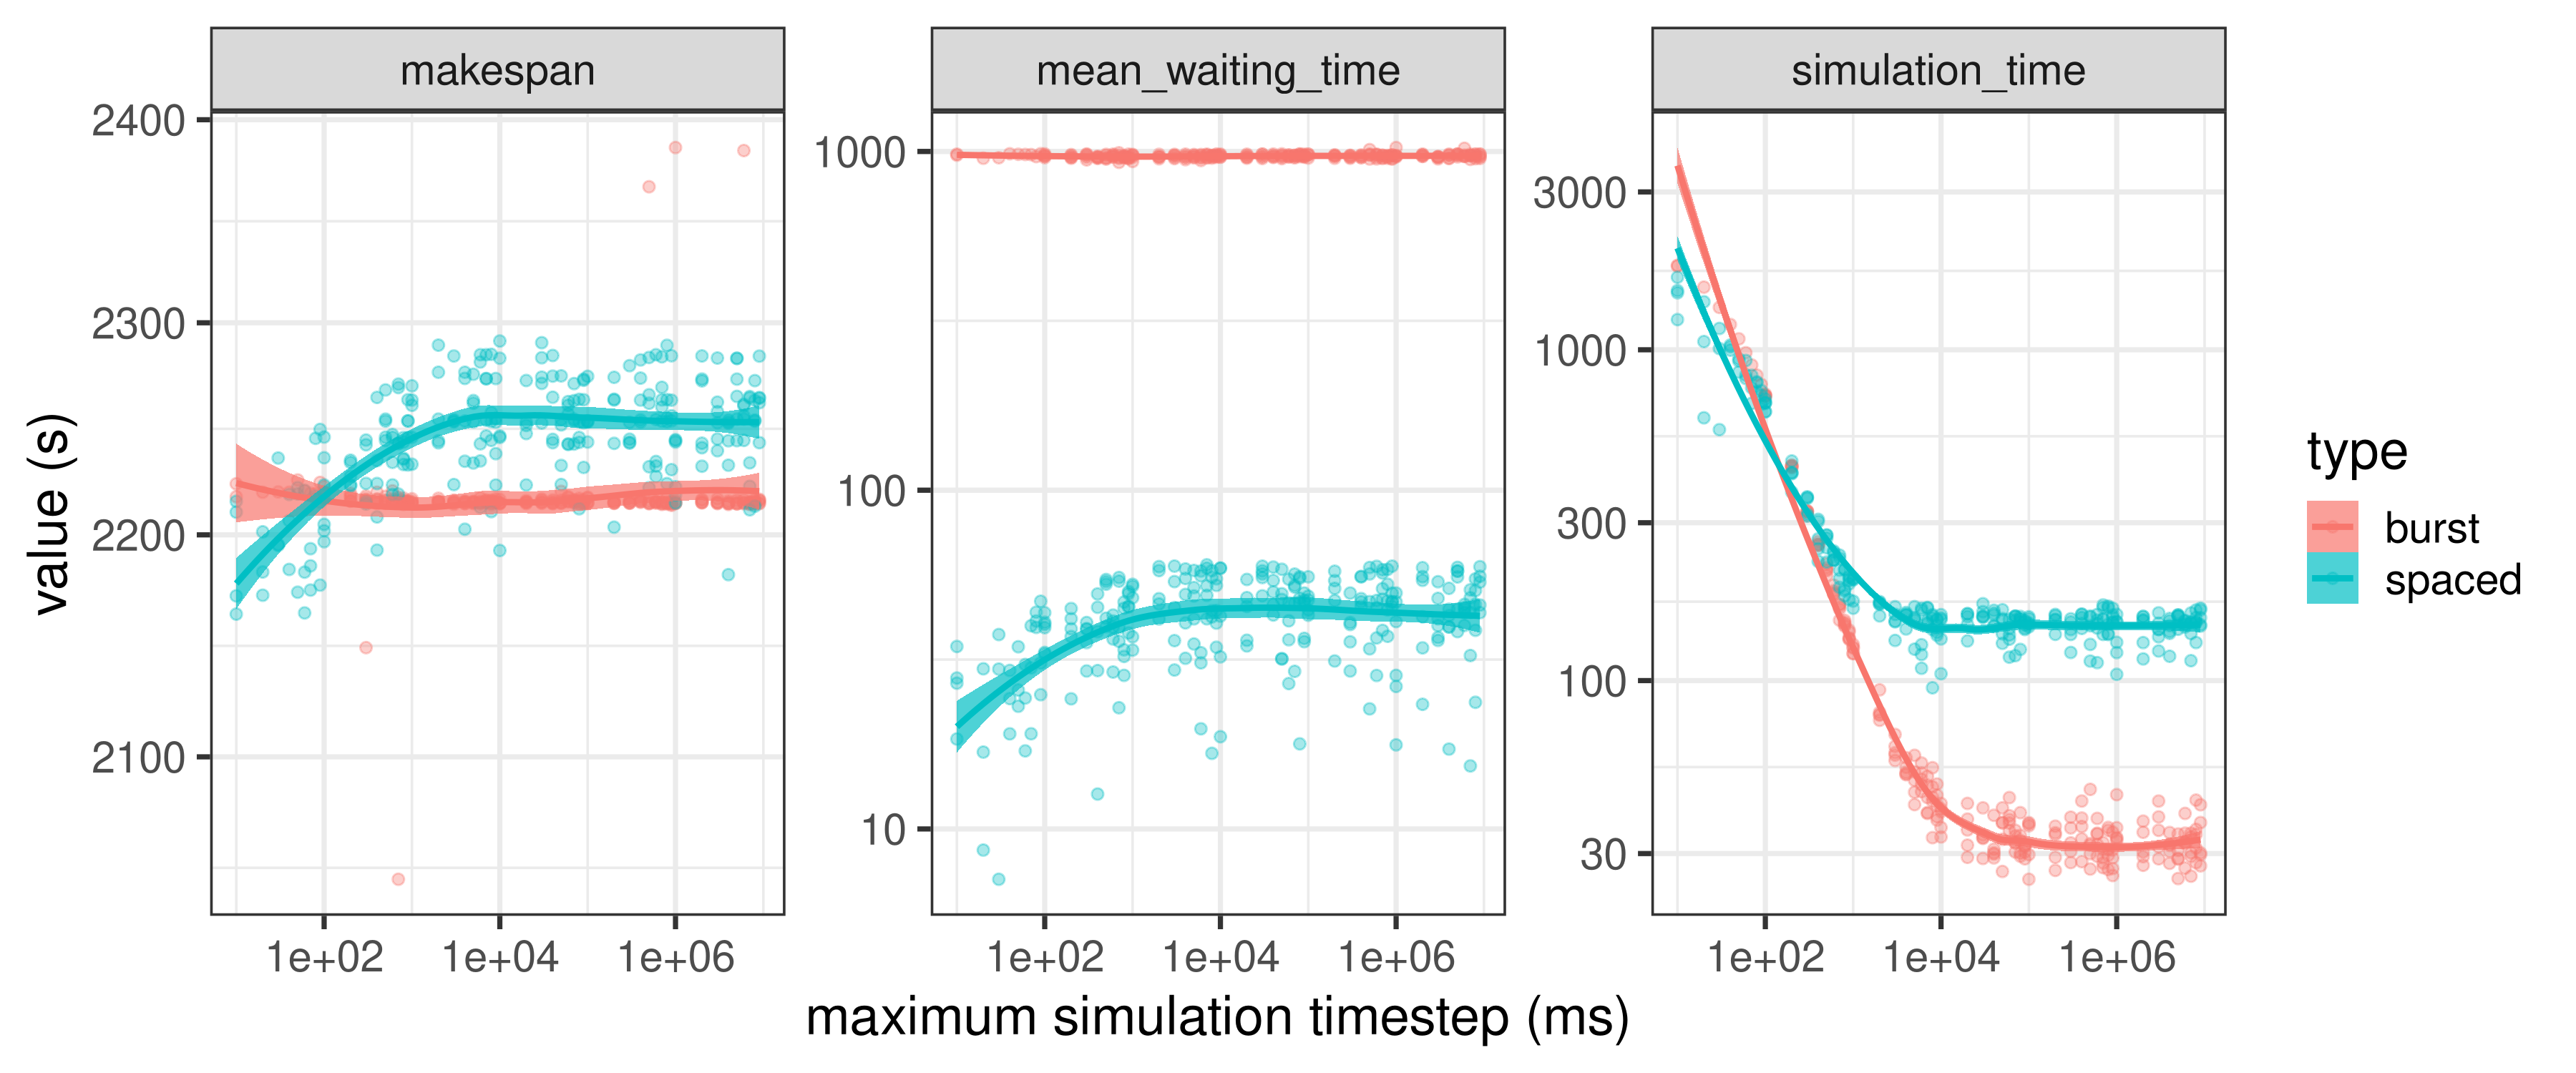 makespan
mean_waiting_time
simulation_time
value (s)
2400
2300
2200
2100
1000
100
10
3000
1000
300
100
30
1e+02
1e+04
1e+06
1e+02
1e+04
1e+06
1e+02
1e+04
1e+06
maximum simulation timestep (ms)
type
burst
spaced